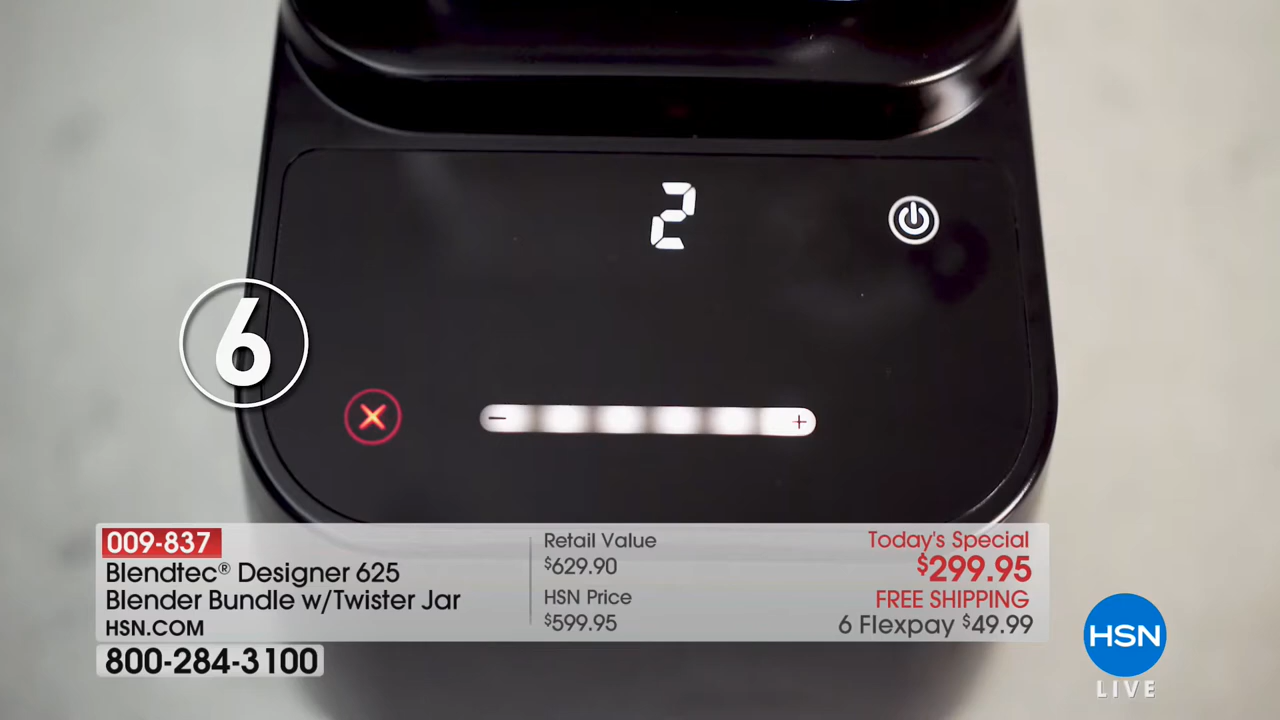 2
6
- +
009-837
Blendtec® Designer 625
Blender Bundle w/Twister Jar
HSN.COM
800-284-3100
Retail Value
$629.90
HSN Price
$599.95
Today's Special
$299.95
FREE SHIPPING
6 Flexpay $49.99
HSN
LIVE